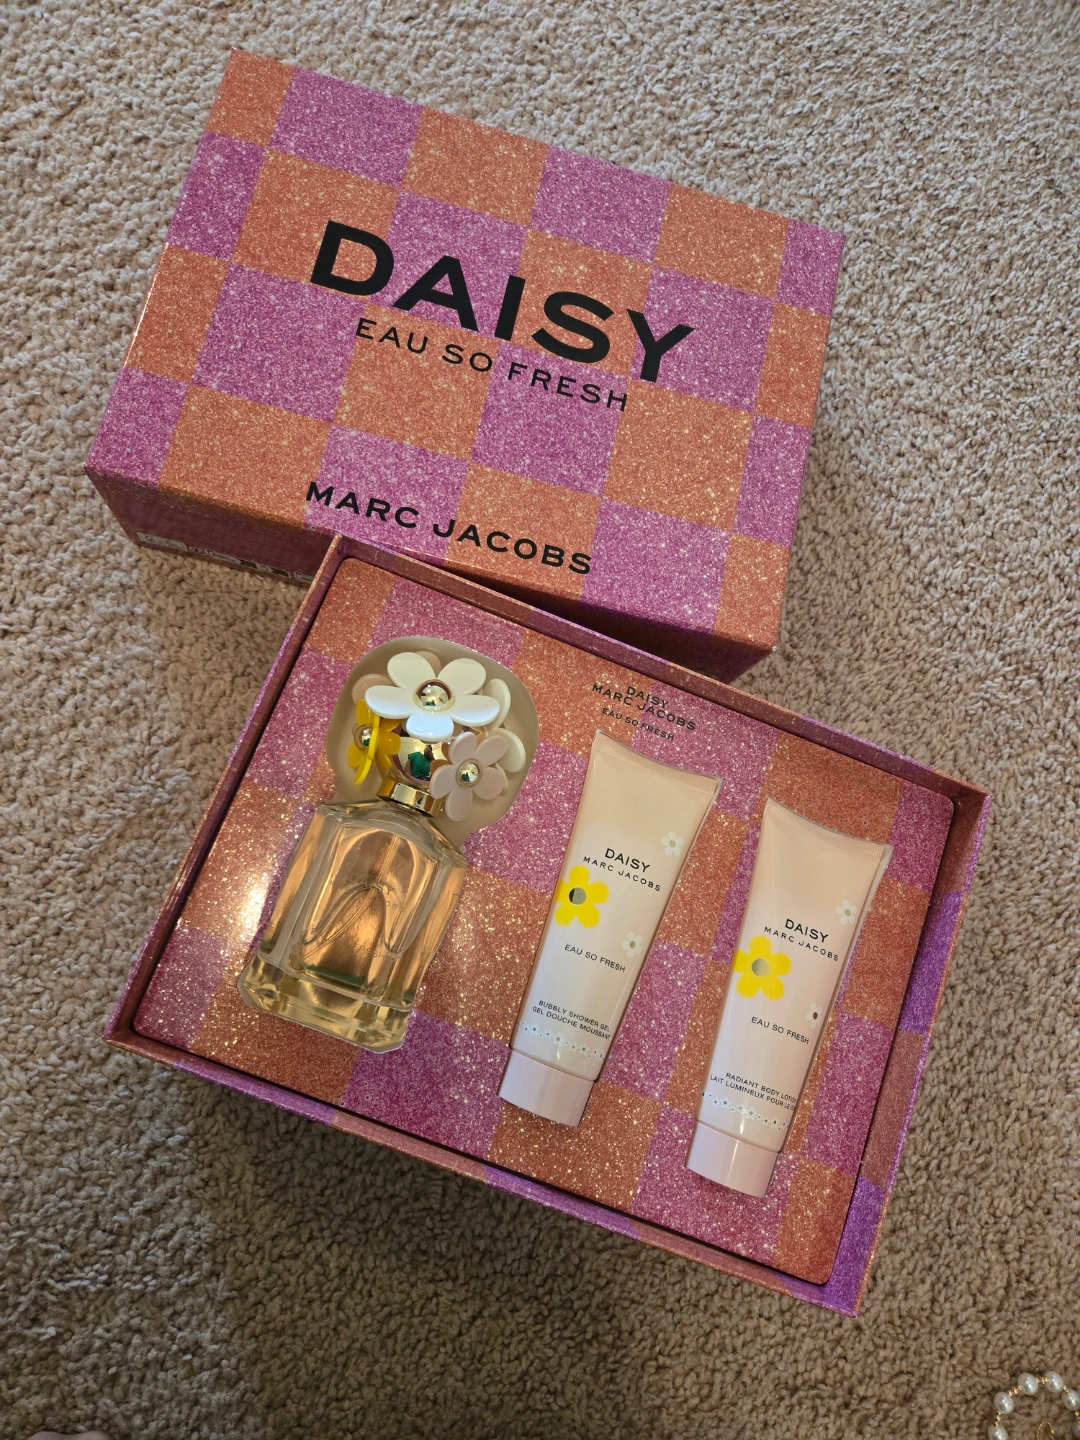 DAISY
EAU SO FRESH
MARC JACOBS
DAISY
MARC JACOBS
EAU SO FRESH
DAISY
MARC JACOBS
EAU SO FRESH
BUBBLY SHOWER GEL
GEL DOUCHE MOUSSANT
DAISY
MARC JACOBS
EAU SO FRESH
RADIANT BODY LOTION
LAIT LUMINEUX POUR LE